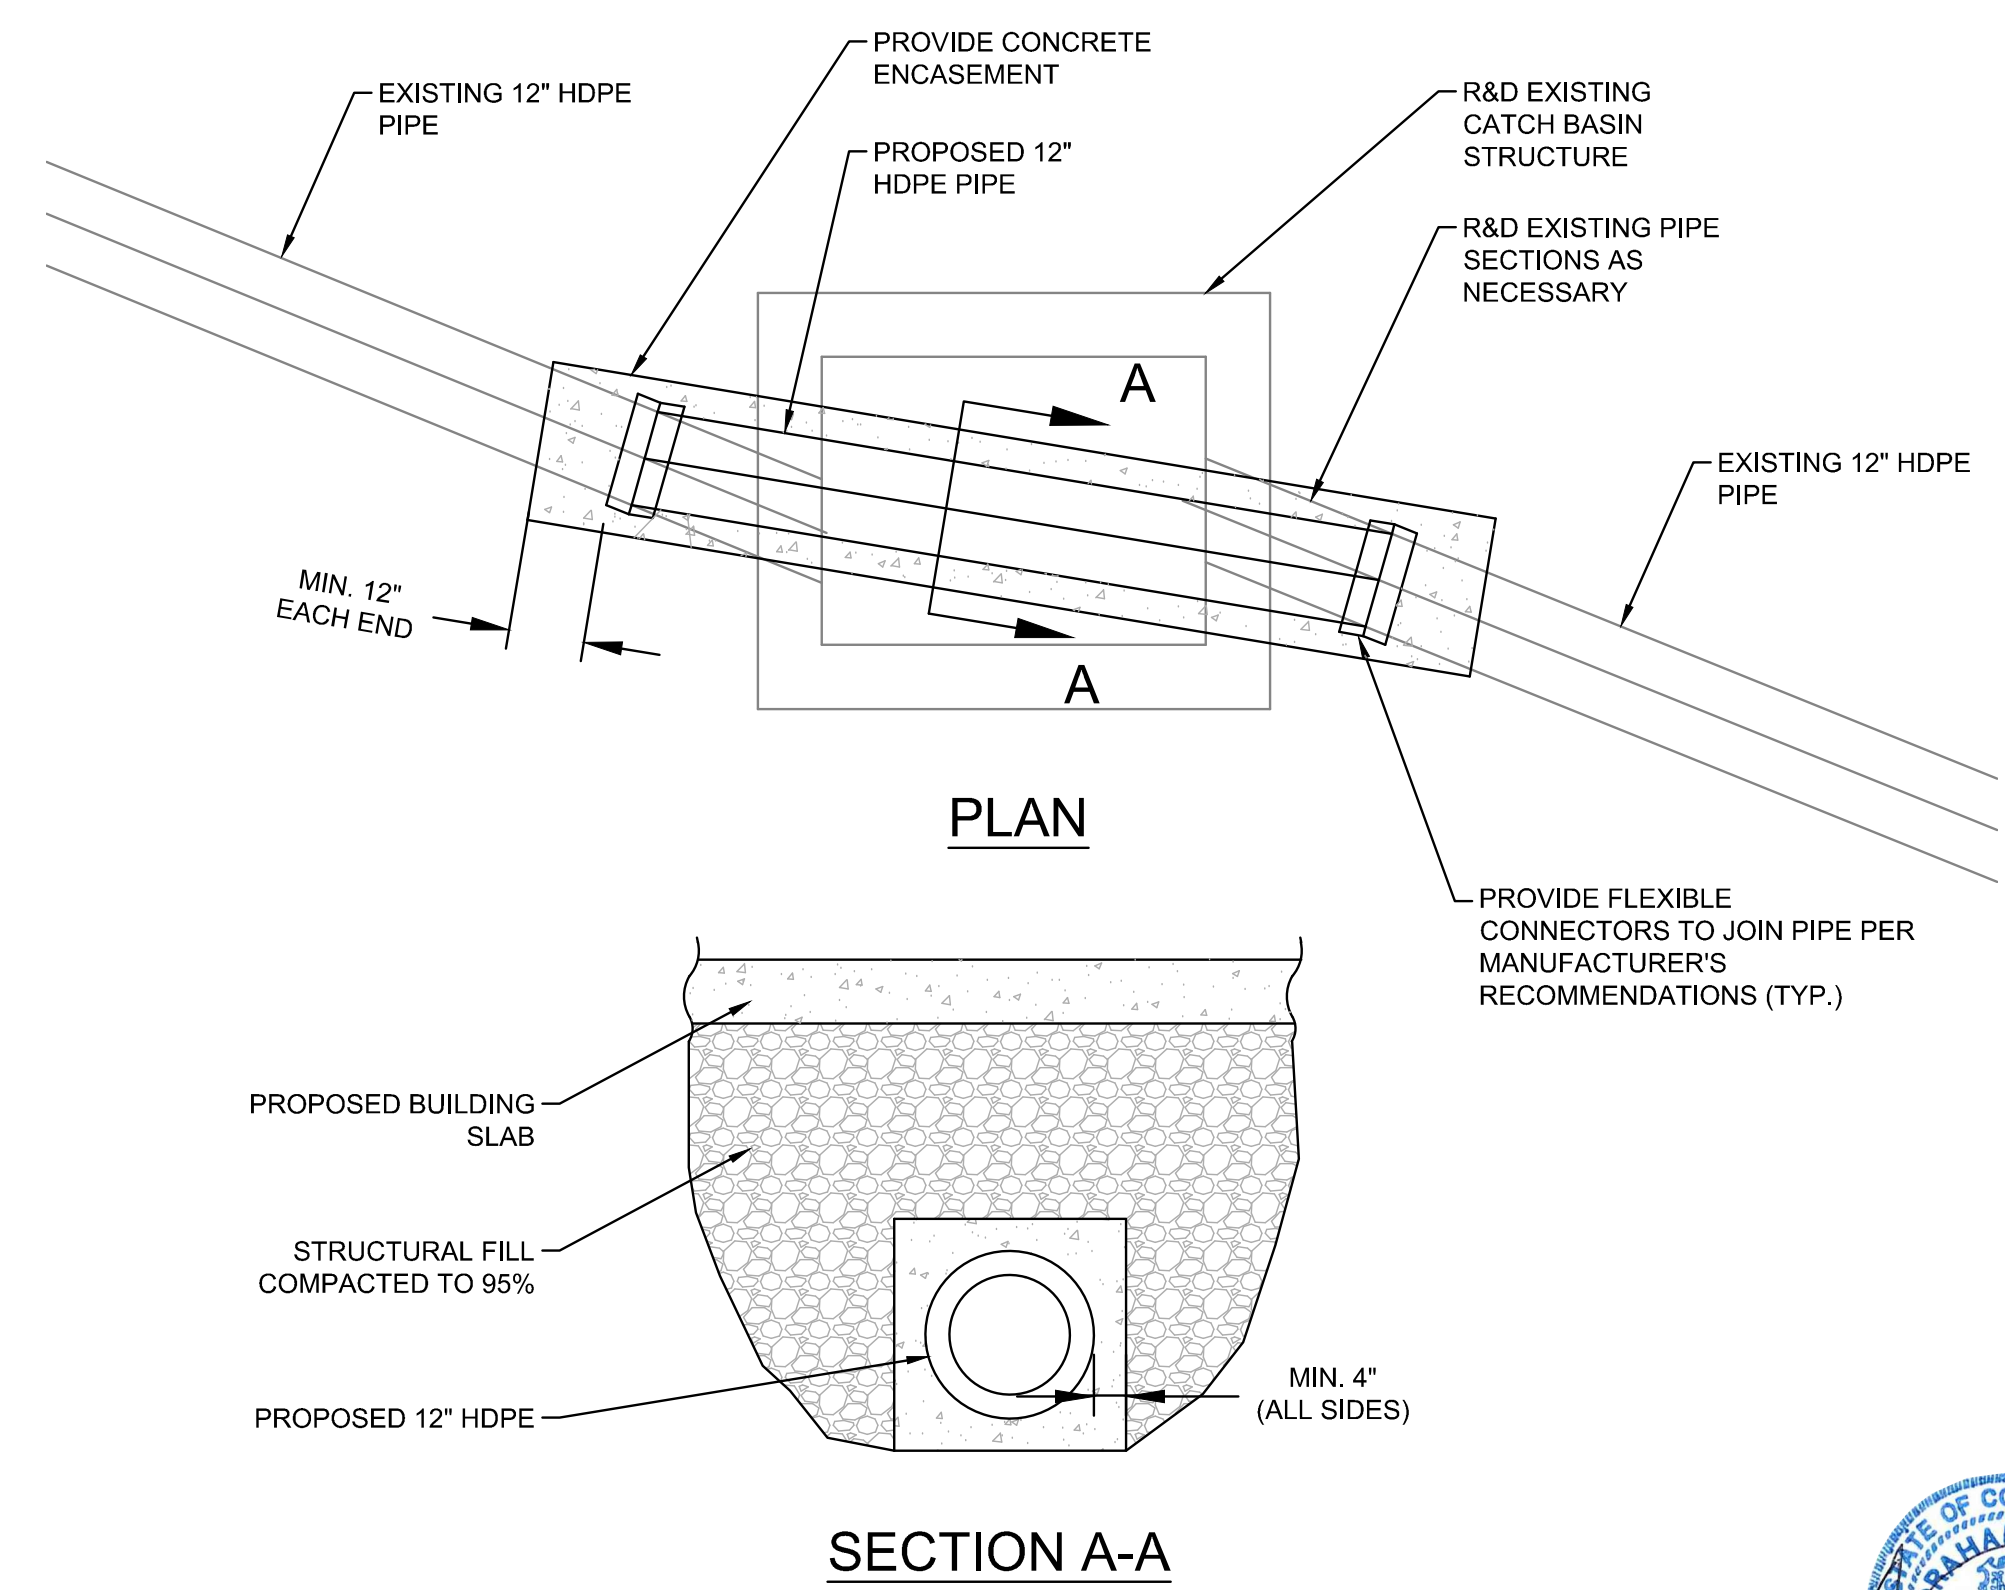 PROVIDE CONCRETE
ENCASEMENT
EXISTING 12" HDPE
PIPE
R&D EXISTING
CATCH BASIN
STRUCTURE
PROPOSED 12"
HDPE PIPE
R&D EXISTING PIPE
SECTIONS AS
NECESSARY
A
EXISTING 12" HDPE
PIPE
MIN. 12"
EACH END
A
PLAN
PROVIDE FLEXIBLE
CONNECTORS TO JOIN PIPE PER
MANUFACTURER'S
RECOMMENDATIONS (TYP.)
PROPOSED BUILDING
SLAB
STRUCTURAL FILL
COMPACTED TO 95%
MIN. 4"
(ALL SIDES)
PROPOSED 12" HDPE
SECTION A-A
OF